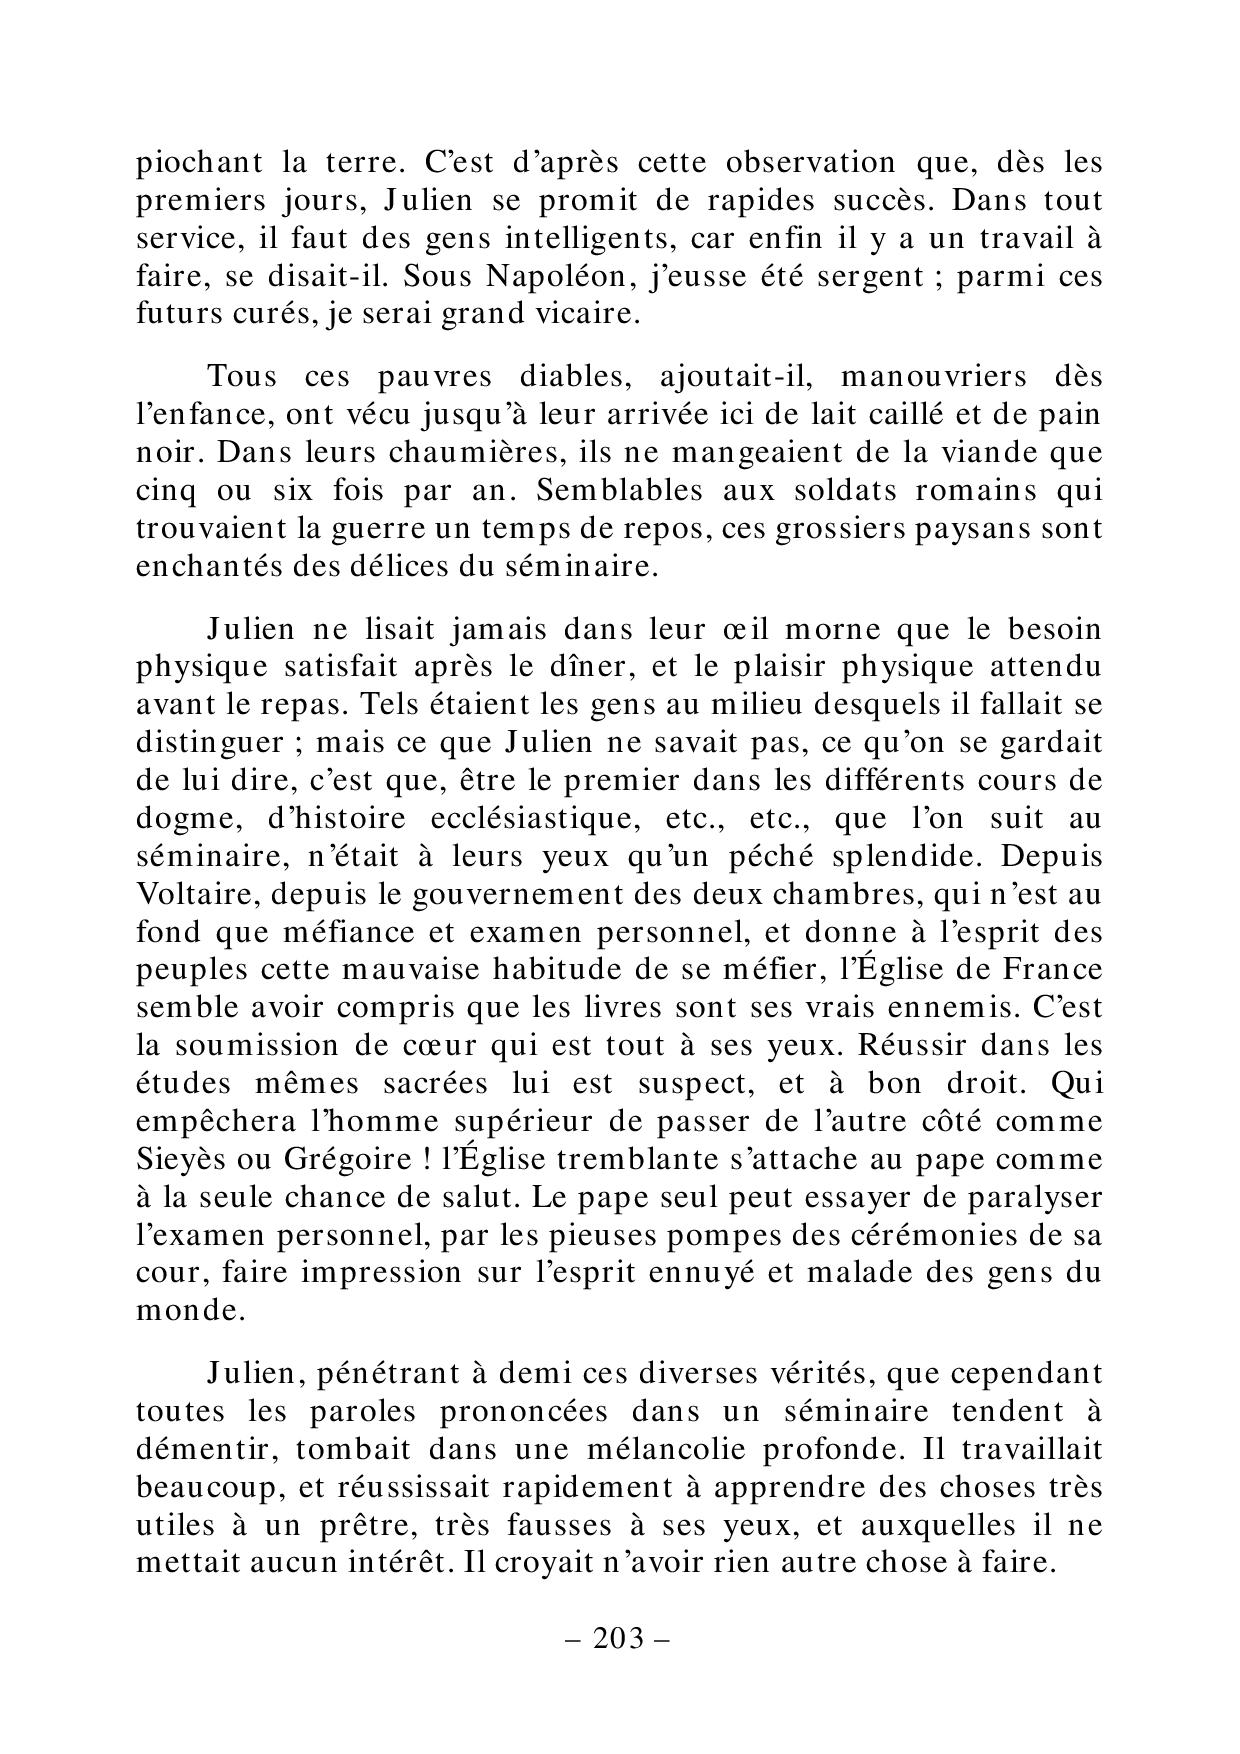 piochant la terre. C’est d’après cette observation que, dès les
premiers jours, Julien se promit de rapides succès. Dans tout
service, il faut des gens intelligents, car enfin il y a un travail à
faire, se disait-il. Sous Napoléon, j’eusse été sergent ; parmi ces
futurs curés, je serai grand vicaire.
Tous ces pauvres diables, ajoutait-il, manouvriers dès
l’enfance, ont vécu jusqu’à leur arrivée ici de lait caillé et de pain
noir. Dans leurs chaumières, ils ne mangeaient de la viande que
cinq ou six fois par an. Semblables aux soldats romains qui
trouvaient la guerre un temps de repos, ces grossiers paysans sont
enchantés des délices du séminaire.
Julien ne lisait jamais dans leur œil morne que le besoin
physique satisfait après le dîner, et le plaisir physique attendu
avant le repas. Tels étaient les gens au milieu desquels il fallait se
distinguer ; mais ce que Julien ne savait pas, ce qu’on se gardait
de lui dire, c’est que, être le premier dans les différents cours de
dogme, d’histoire ecclésiastique, etc., etc., que l’on suit au
séminaire, n’était à leurs yeux qu’un péché splendide. Depuis
Voltaire, depuis le gouvernement des deux chambres, qui n’est au
fond que méfiance et examen personnel, et donne à l’esprit des
peuples cette mauvaise habitude de se méfier, l’Église de France
semble avoir compris que les livres sont ses vrais ennemis. C’est
la soumission de cœur qui est tout à ses yeux. Réussir dans les
études mêmes sacrées lui est suspect, et à bon droit. Qui
empêchera l’homme supérieur de passer de l’autre côté comme
Sieyès ou Grégoire ! l’Église tremblante s’attache au pape comme
à la seule chance de salut. Le pape seul peut essayer de paralyser
l’examen personnel, par les pieuses pompes des cérémonies de sa
cour, faire impression sur l’esprit ennuyé et malade des gens du
monde.
Julien, pénétrant à demi ces diverses vérités, que cependant
toutes les paroles prononcées dans un séminaire tendent à
démentir, tombait dans une mélancolie profonde. Il travaillait
beaucoup, et réussissait rapidement à apprendre des choses très
utiles à un prêtre, très fausses à ses yeux, et auxquelles il ne
mettait aucun intérêt. Il croyait n’avoir rien autre chose à faire.
– 203 –